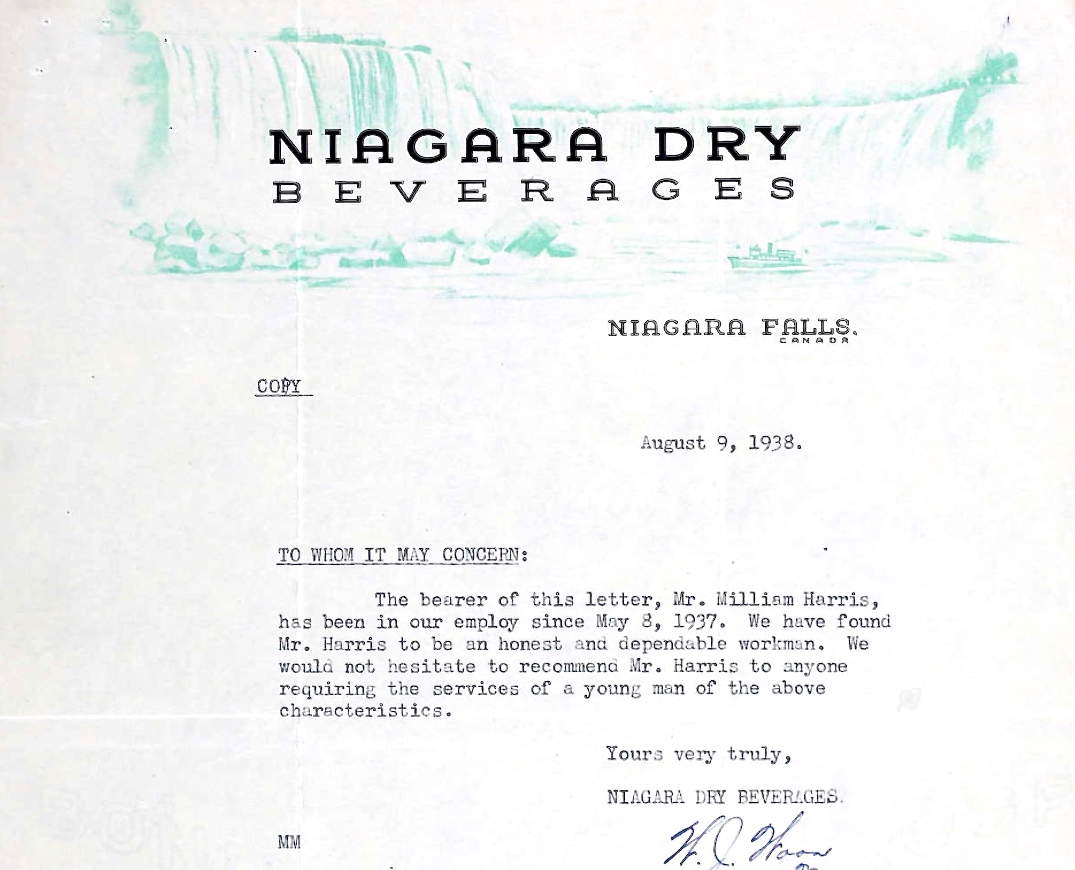 NIAGARA DRY
BEVERAGES
NIAGARA FALLS.
CANADA
COPY
August 9, 1938.
TO WHOM IT MAY CONCERN:
The bearer of this letter, Mr. Milliam Harris,
has been in our employ since May 8, 1937. We have found
Mr. Harris to be an honest and dependable workman. We
would not hesitate to recommend Mr. Harris to anyone
requiring the services of a young man of the above
characteristics.
Yours very truly,
NIAGARA DRY BEVERAGES.
MM
W. J.